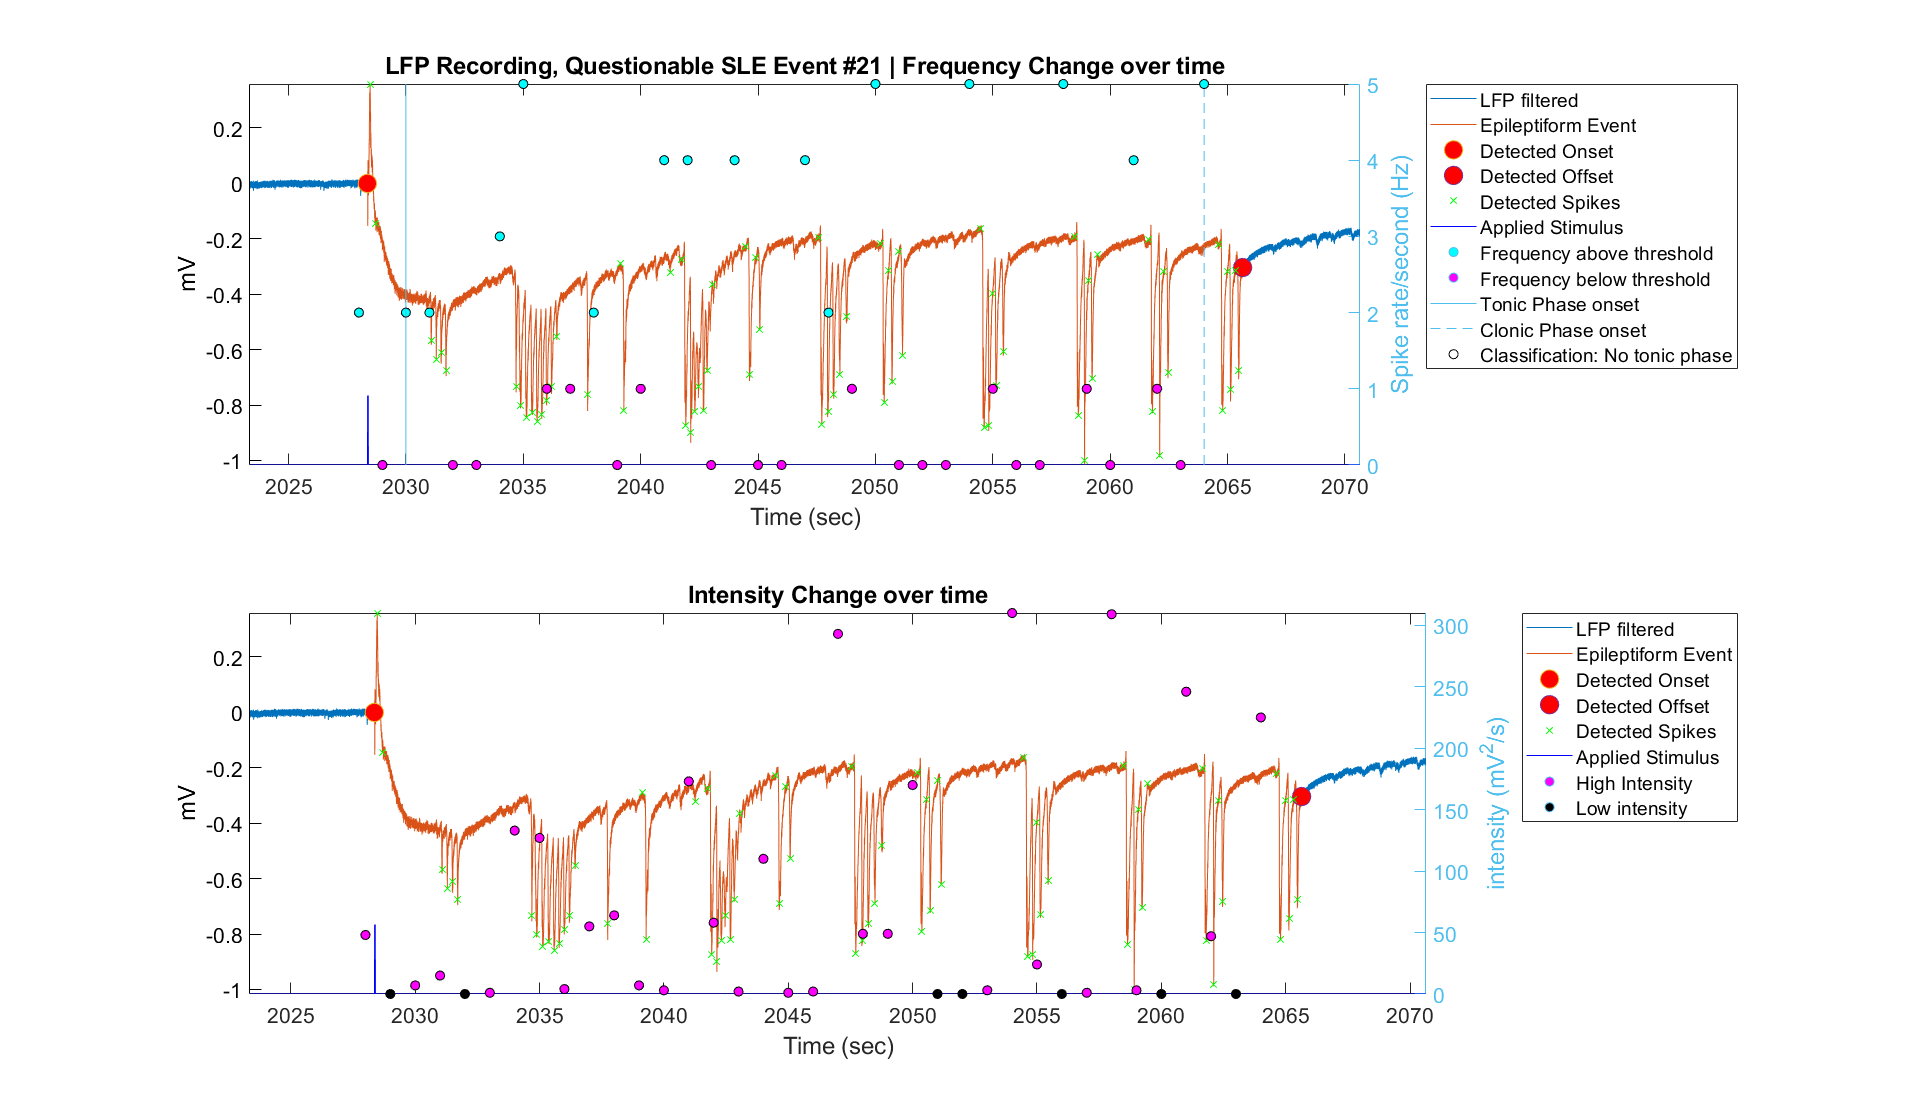 LFP Recording, Questionable SLE Event #21 | Frequency Change over time
0.2
0
-0.2
-0.4
-0.6
-0.8
-1
mV
5
4
3
2
1
0
Spike rate/second (Hz)
2025 2030 2035 2040 2045 2050 2055 2060 2065 2070
Time (sec)
LFP filtered
Epileptiform Event
Detected Onset
Detected Offset
Detected Spikes
Applied Stimulus
Frequency above threshold
Frequency below threshold
Tonic Phase onset
Clonic Phase onset
Classification: No tonic phase
Intensity Change over time
0.2
0
-0.2
-0.4
-0.6
-0.8
-1
mV
300
250
200
150
100
50
0
intensity (mV²/s)
2025 2030 2035 2040 2045 2050 2055 2060 2065 2070
Time (sec)
LFP filtered
Epileptiform Event
Detected Onset
Detected Offset
Detected Spikes
Applied Stimulus
High Intensity
Low intensity